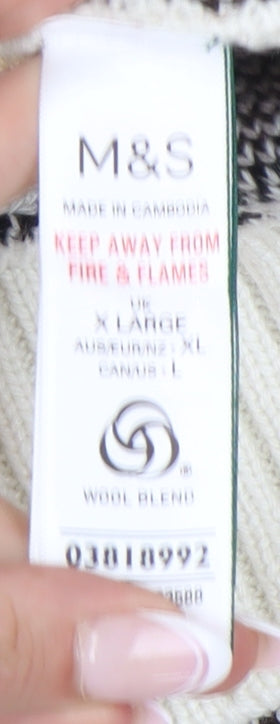 M&S
MADE IN CAMBODIA
KEEP AWAY FROM
FIRE & FLAMES
UK
X LARGE
AUS/EUR/NZ : XL
CAN/US : L
®
WOOL BLEND
03818992